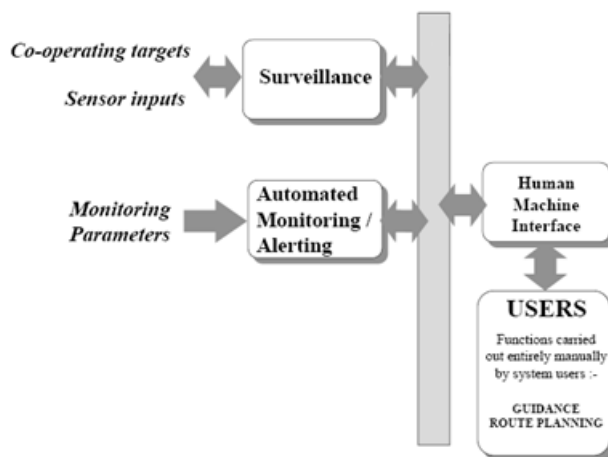 Co-operating targets
Sensor inputs
Surveillance
Monitoring
Parameters
Automated
Monitoring /
Alerting
Human
Machine
Interface
USERS
Functions carried
out entirely manually
by system users :-
GUIDANCE
ROUTE PLANNING